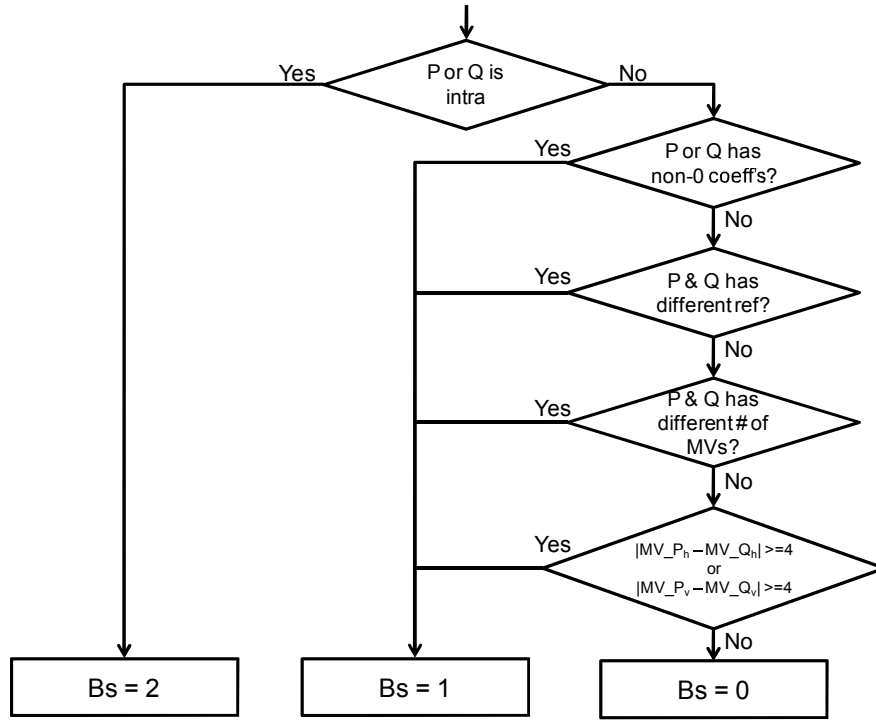 Yes
P or Q is
intra
No
Yes
P or Q has
non-0 coeff's?
No
Yes
P & Q has
different ref?
No
Yes
P & Q has
different # of
MVs?
No
Yes
|MV_Pₕ – MV_Qₕ| >=4
or
|MV_Pᵥ – MV_Qᵥ| >=4
No
Bs = 2
Bs = 1
Bs = 0